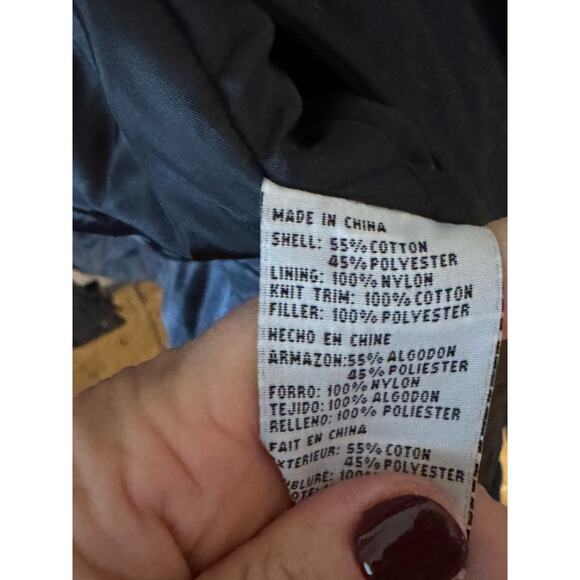 MADE IN CHINA
SHELL: 55% COTTON
45% POLYESTER
LINING: 100% NYLON
KNIT TRIM: 100% COTTON
FILLER: 100% POLYESTER
HECHO EN CHINE
ARMAZON:55% ALGODON
45% POLIESTER
FORRO: 100% NYLON
TEJIDO: 100% ALGODON
RELLENO: 100% POLIESTER
FAIT EN CHINA
XTERIEUR: 55% COTON
45% POLYESTER